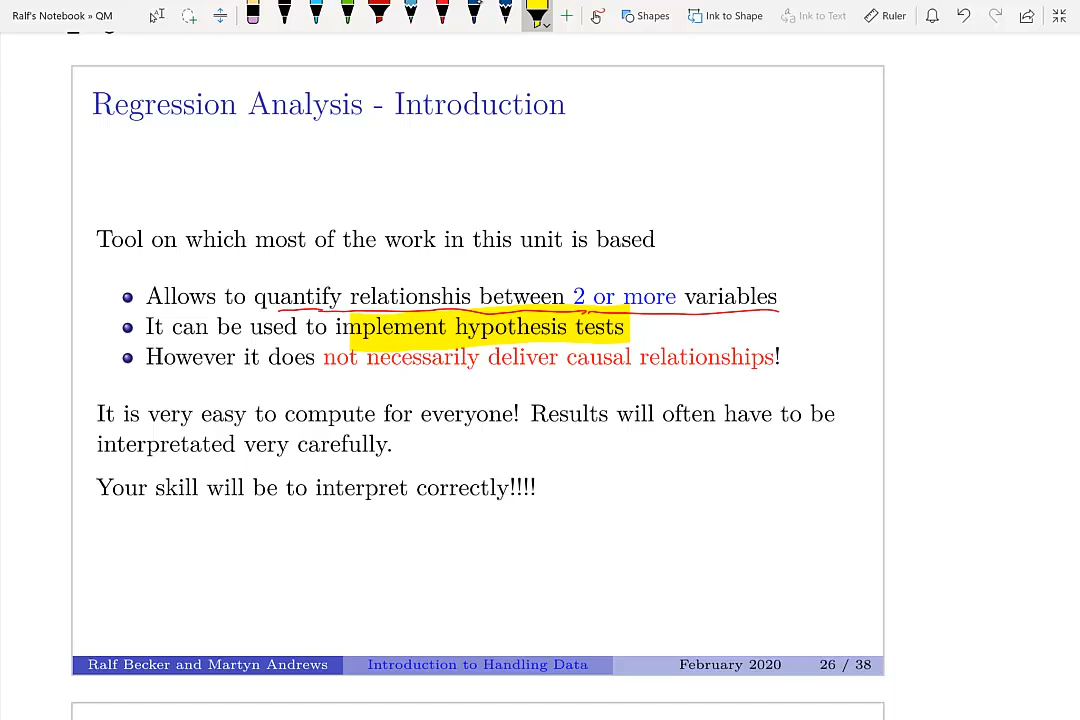 Ralf's Notebook » QM
Shapes
Ink to Shape
Ink to Text
Ruler
Regression Analysis - Introduction
Tool on which most of the work in this unit is based
Allows to quantify relationshis between 2 or more variables
It can be used to implement hypothesis tests
However it does not necessarily deliver causal relationships!
It is very easy to compute for everyone! Results will often have to be
interpretated very carefully.
Your skill will be to interpret correctly!!!!
Ralf Becker and Martyn Andrews
Introduction to Handling Data
February 2020
26 / 38